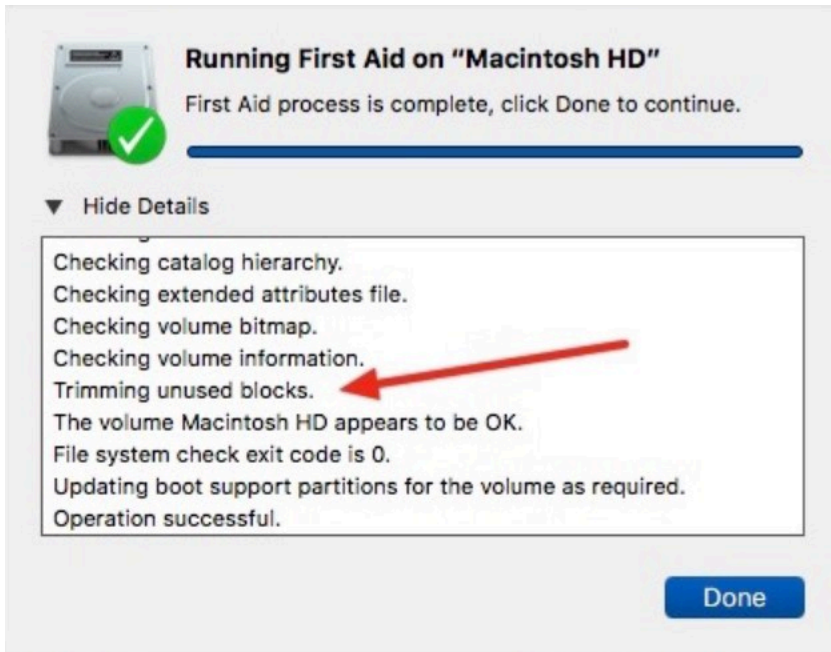 Running First Aid on “Macintosh HD”
First Aid process is complete, click Done to continue.
Hide Details
Checking catalog hierarchy.
Checking extended attributes file.
Checking volume bitmap.
Checking volume information.
Trimming unused blocks.
The volume Macintosh HD appears to be OK.
File system check exit code is 0.
Updating boot support partitions for the volume as required.
Operation successful.
Done